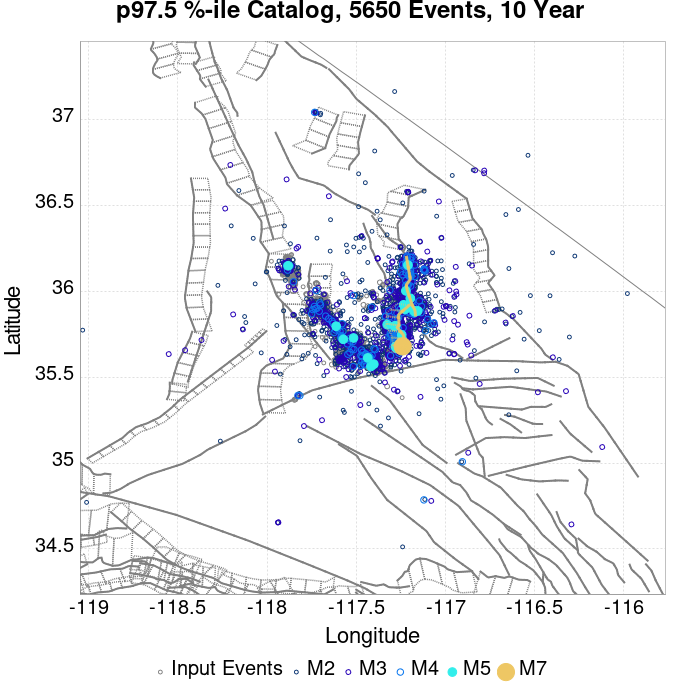 p97.5 %-ile Catalog, 5650 Events, 10 Year
37
36.5
36
35.5
35
34.5
Latitude
-119
-118.5
-118
-117.5
-117
-116.5
-116
Longitude
Input Events
M2
M3
M4
M5
M7